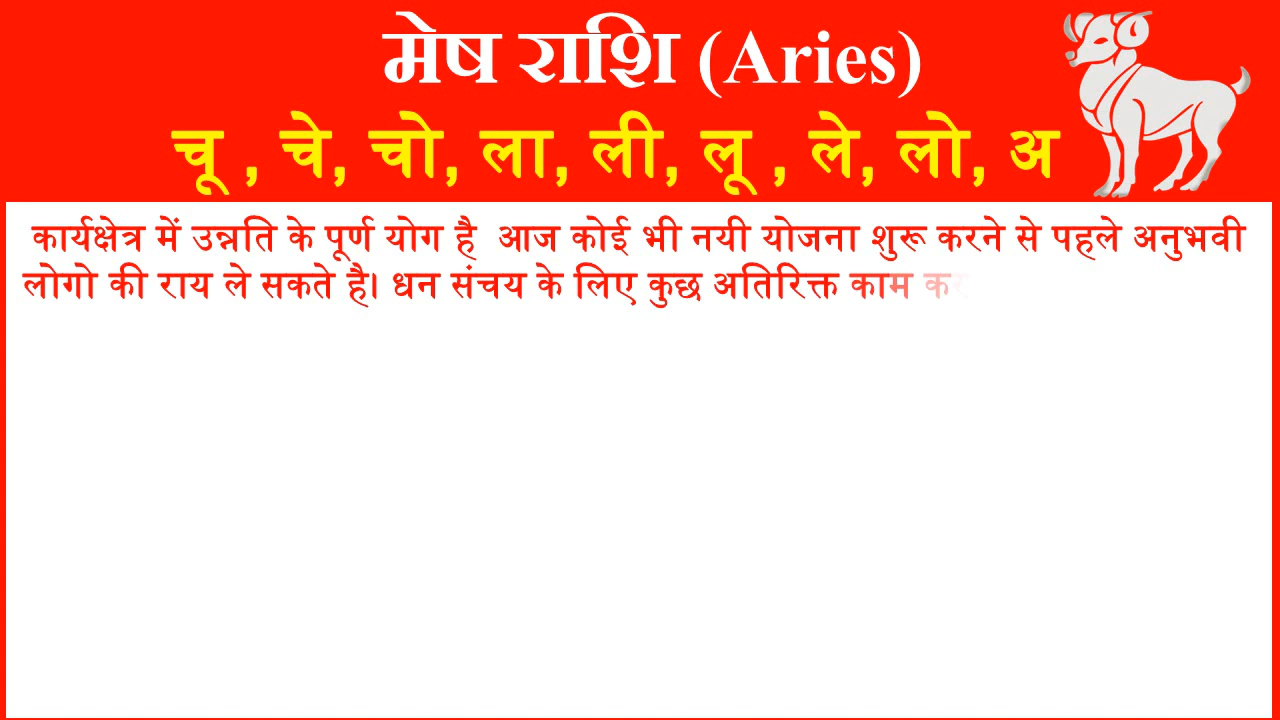 मेष राशि (Aries)
चू , चे, चो, ला, ली, लू , ले, लो, अ
कार्यक्षेत्र में उन्नति के पूर्ण योग है आज कोई भी नयी योजना शुरू करने से पहले अनुभवी
लोगो की राय ले सकते है। धन संचय के लिए कुछ अतिरिक्त काम